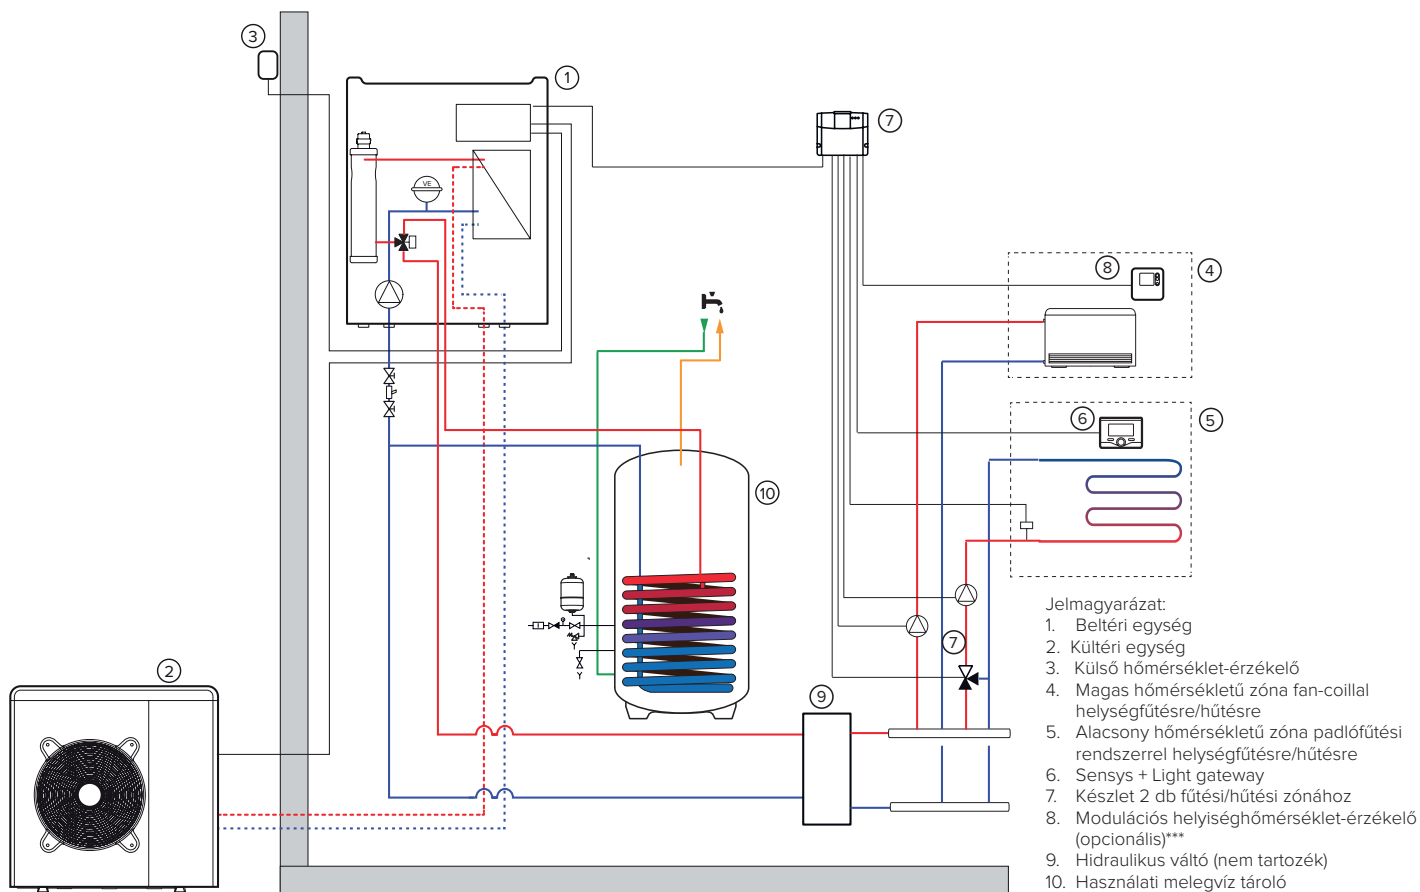 3
1
VE
7
8
4
6
5
10
7
9
2
Jelmagyarázat:
1. Beltéri egység
2. Kültéri egység
3. Külső hőmérséklet-érzékelő
4. Magas hőmérsékletű zóna fan-coillal
helységfűtésre/hűtésre
5. Alacsony hőmérsékletű zóna padlófűtési
rendszerrel helységfűtésre/hűtésre
6. Sensys + Light gateway
7. Készlet 2 db fűtési/hűtési zónához
8. Modulációs helyiséghőmérséklet-érzékelő
(opcionális)***
9. Hidraulikus váltó (nem tartozék)
10. Használati melegvíz tároló